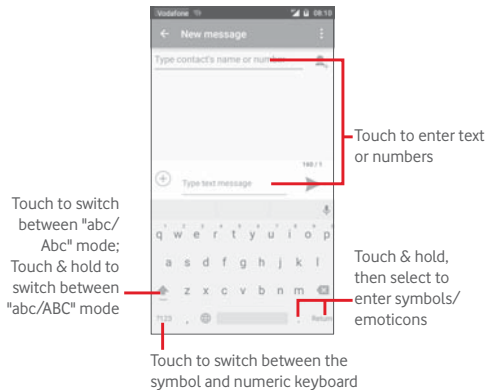 Vodafone
08:10
New message
Type contact's name or number
Touch to enter text
or numbers
160 / 1
Type text message
Touch to switch
between "abc/
Abc" mode;
Touch & hold to
switch between
"abc/ABC" mode
q w e r t y u i o p
a s d f g h j k l
z x c v b n m
?123 , . Return
Touch & hold,
then select to
enter symbols/
emoticons
Touch to switch between the
symbol and numeric keyboard